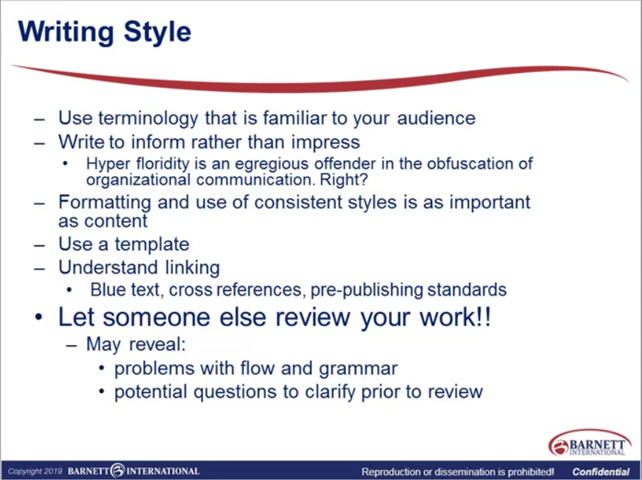 Writing Style
– Use terminology that is familiar to your audience
– Write to inform rather than impress
• Hyper floridity is an egregious offender in the obfuscation of
organizational communication. Right?
– Formatting and use of consistent styles is as important
as content
– Use a template
– Understand linking
• Blue text, cross references, pre-publishing standards
• Let someone else review your work!!
– May reveal:
• problems with flow and grammar
• potential questions to clarify prior to review
BARNETT
INTERNATIONAL
Copyright 2019 BARNETT INTERNATIONAL Reproduction or dissemination is prohibited! Confidential